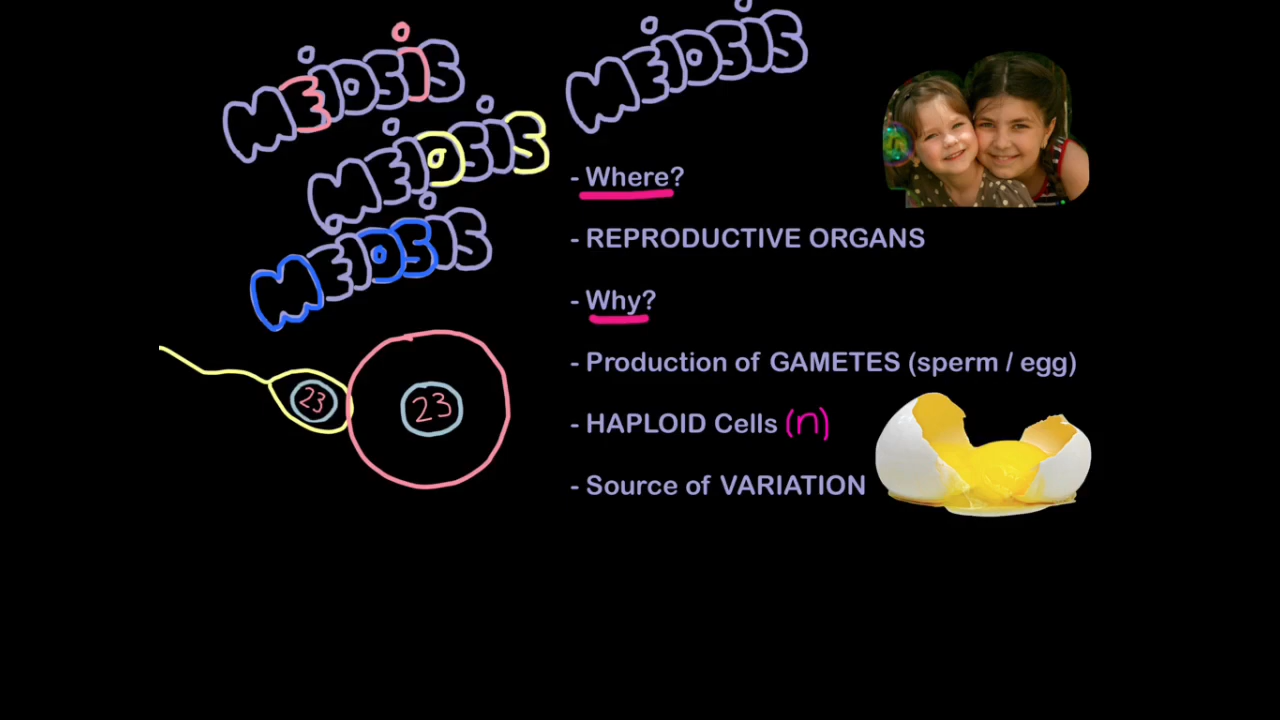 MEIOSIS
MEIOSIS
MEIOSIS
23
23
MEIOSIS
- Where?
- REPRODUCTIVE ORGANS
- Why?
- Production of GAMETES (sperm / egg)
- HAPLOID Cells (n)
- Source of VARIATION